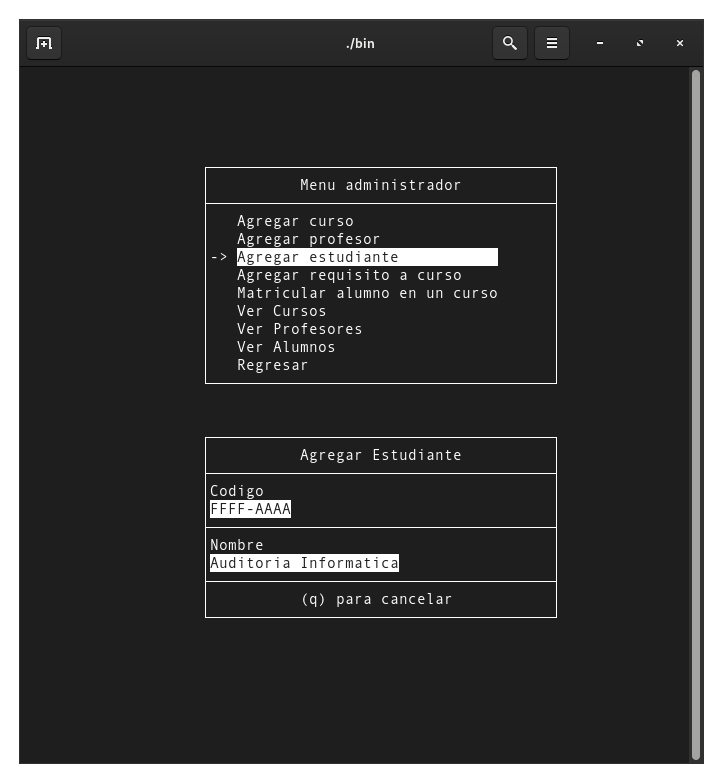 ./bin
Menu administrador
Agregar curso
Agregar profesor
-> Agregar estudiante
Agregar requisito a curso
Matricular alumno en un curso
Ver Cursos
Ver Profesores
Ver Alumnos
Regresar
Agregar Estudiante
Codigo
FFFF-AAAA
Nombre
Auditoria Informatica
(q) para cancelar